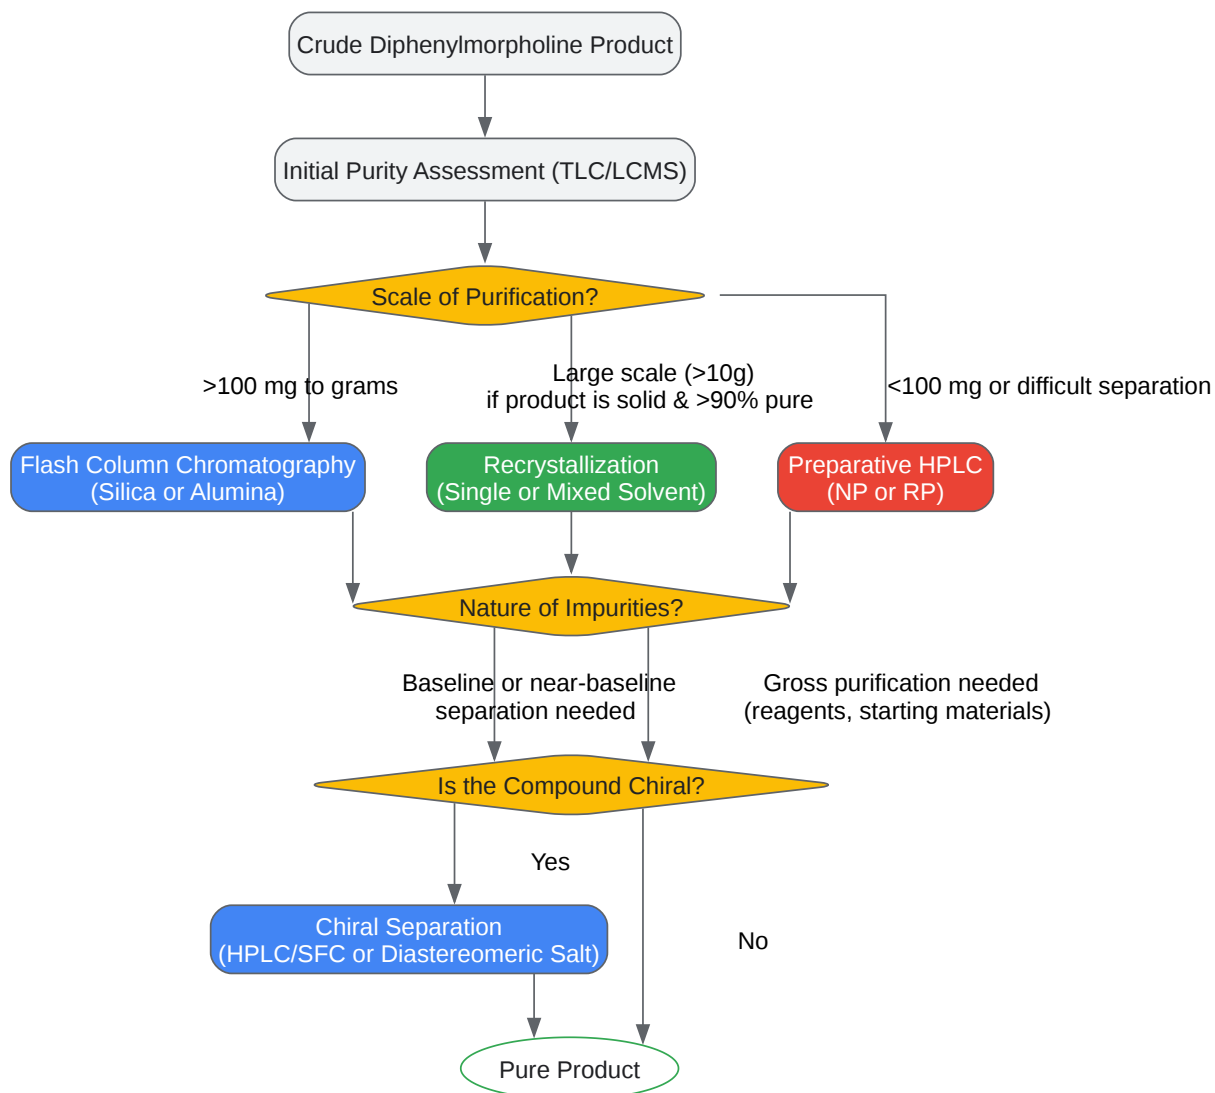 Crude Diphenylmorpholine Product
Initial Purity Assessment (TLC/LCMS)
Scale of Purification?
>100 mg to grams
Large scale (>10g)
if product is solid & >90% pure
<100 mg or difficult separation
Flash Column Chromatography
(Silica or Alumina)
Recrystallization
(Single or Mixed Solvent)
Preparative HPLC
(NP or RP)
Nature of Impurities?
Baseline or near-baseline
separation needed
Gross purification needed
(reagents, starting materials)
Is the Compound Chiral?
Yes
Chiral Separation
(HPLC/SFC or Diastereomeric Salt)
No
Pure Product